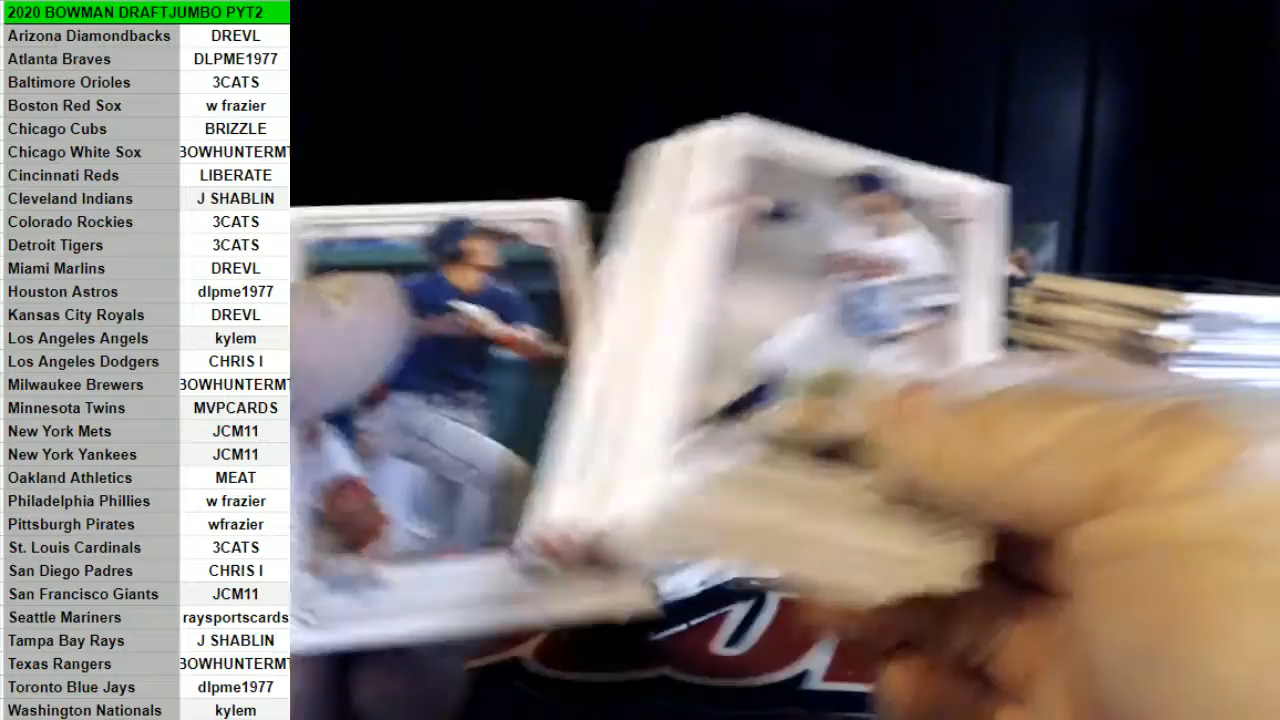 2020 BOWMAN DRAFTJUMBO PYT2
Arizona Diamondbacks DREVL
Atlanta Braves DLPME1977
Baltimore Orioles 3CATS
Boston Red Sox w frazier
Chicago Cubs BRIZZLE
Chicago White Sox BOWHUNTERMT
Cincinnati Reds LIBERATE
Cleveland Indians J SHABLIN
Colorado Rockies 3CATS
Detroit Tigers 3CATS
Miami Marlins DREVL
Houston Astros dlpme1977
Kansas City Royals DREVL
Los Angeles Angels kylem
Los Angeles Dodgers CHRIS I
Milwaukee Brewers BOWHUNTERMT
Minnesota Twins MVPCARDS
New York Mets JCM11
New York Yankees JCM11
Oakland Athletics MEAT
Philadelphia Phillies w frazier
Pittsburgh Pirates wfrazier
St. Louis Cardinals 3CATS
San Diego Padres CHRIS I
San Francisco Giants JCM11
Seattle Mariners raysportscards
Tampa Bay Rays J SHABLIN
Texas Rangers BOWHUNTERMT
Toronto Blue Jays dlpme1977
Washington Nationals kylem